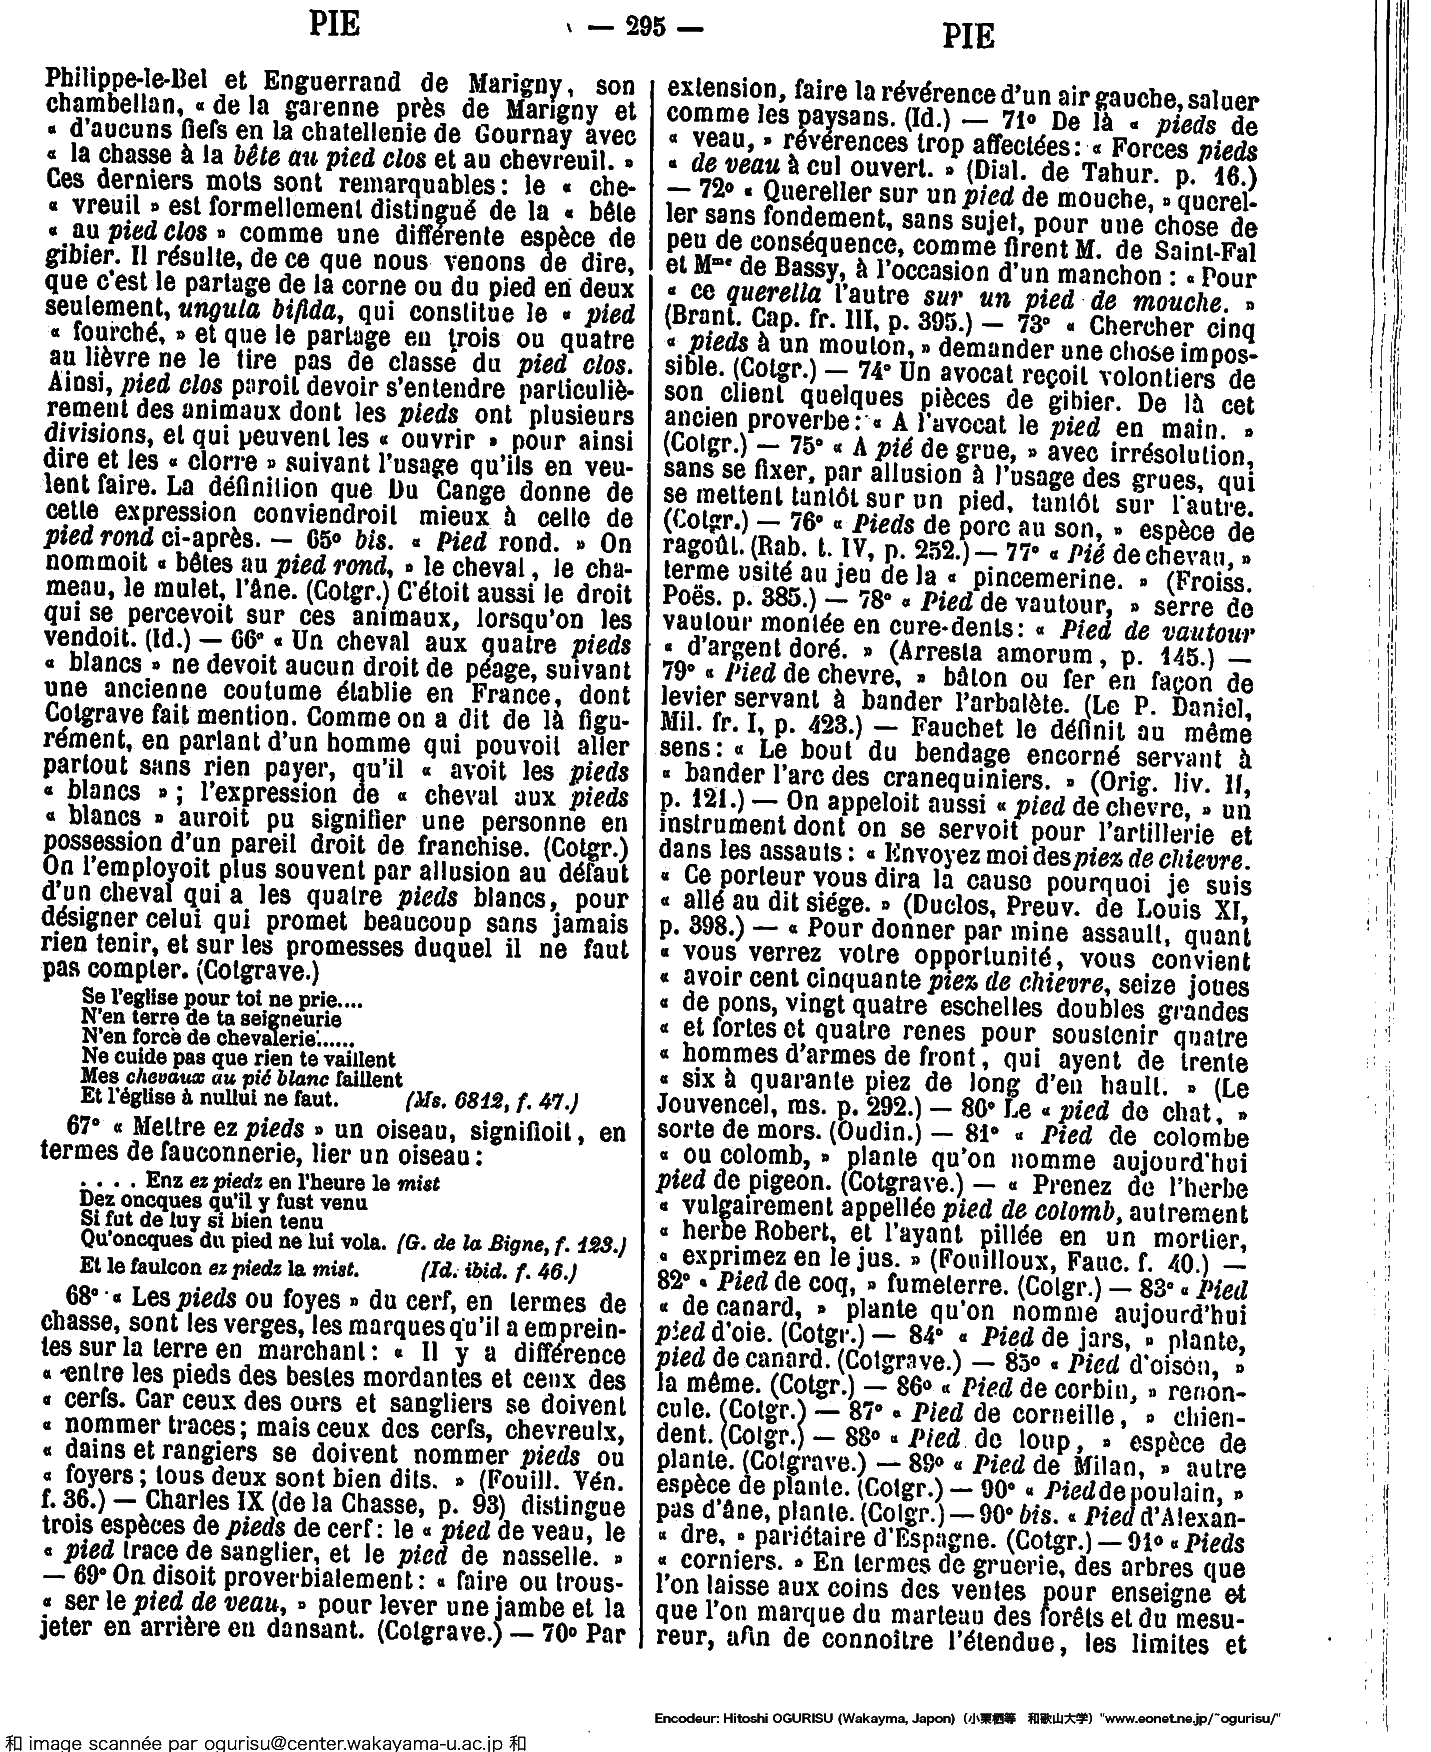 PIE
— 295 —
PIE
Philippe-le-Bel et Enguerrand de Marigny, son
chambellan, « de la garenne près de Marigny et
« d'aucuns fiefs en la chatellenie de Gournay avec
« la chasse à la bête au pied clos et au chevreuil. »
Ces derniers mots sont remarquables : le « che-
« vreuil » est formellement distingué de la « bête
« au pied clos » comme une différente espèce de
gibier. Il résulte, de ce que nous venons de dire,
que c'est le partage de la corne ou du pied en deux
seulement, ungula bifida, qui constitue le « pied
« fourché, » et que le partage en trois ou quatre
au lièvre ne le tire pas de classe du pied clos.
Ainsi, pied clos paroit devoir s'entendre particuliè-
rement des animaux dont les pieds ont plusieurs
divisions, et qui peuvent les « ouvrir » pour ainsi
dire et les « clorre » suivant l'usage qu'ils en veu-
lent faire. La définition que Du Cange donne de
cette expression conviendroit mieux à celle de
pied rond ci-après. — 65° bis. « Pied rond. » On
nommoit « bêtes au pied rond, » le cheval, le cha-
meau, le mulet, l'âne. (Cotgr.) C'étoit aussi le droit
qui se percevoit sur ces animaux, lorsqu'on les
vendoit. (Id.) — 66° « Un cheval aux quatre pieds
« blancs » ne devoit aucun droit de péage, suivant
une ancienne coutume établie en France, dont
Cotgrave fait mention. Comme on a dit de là figu-
rément, en parlant d'un homme qui pouvoit aller
partout sans rien payer, qu'il « avoit les pieds
« blancs » ; l'expression de « cheval aux pieds
« blancs » auroit pu signifier une personne en
possession d'un pareil droit de franchise. (Cotgr.)
On l'employoit plus souvent par allusion au défaut
d'un cheval qui a les quatre pieds blancs, pour
désigner celui qui promet beaucoup sans jamais
rien tenir, et sur les promesses duquel il ne faut
pas compter. (Cotgrave.)
Se l'eglise pour toi ne prie....
N'en terre de ta seigneurie
N'en force de chevalerie......
Ne cuide pas que rien te vaillent
Mes chevaux au pié blanc faillent
Et l'église à nullui ne faut. (Ms. 6812, f. 47.)
67° « Mettre ez pieds » un oiseau, signifioit, en
termes de fauconnerie, lier un oiseau :
. . . . Enz ez piedz en l'heure le mist
Dez oncques qu'il y fust venu
Si fut de luy si bien tenu
Qu'oncques du pied ne lui vola. (G. de la Bigne, f. 123.)
Et le faulcon ez piedz la mist. (Id. ibid. f. 46.)
68° « Les pieds ou foyes » du cerf, en termes de
chasse, sont les verges, les marques qu'il a emprein-
tes sur la terre en marchant : « Il y a différence
« entre les pieds des bestes mordantes et ceux des
« cerfs. Car ceux des ours et sangliers se doivent
« nommer traces ; mais ceux des cerfs, chevreulx,
« dains et rangiers se doivent nommer pieds ou
« foyers ; tous deux sont bien dits. » (Fouill. Vén.
f. 36.) — Charles IX (de la Chasse, p. 93) distingue
trois espèces de pieds de cerf : le « pied de veau, le
« pied trace de sanglier, et le pied de nasselle. »
— 69° On disoit proverbialement : « faire ou trous-
« ser le pied de veau, » pour lever une jambe et la
jeter en arrière en dansant. (Cotgrave.) — 70° Par
extension, faire la révérence d'un air gauche, saluer
comme les paysans. (Id.) — 71° De là « pieds de
« veau, » révérences trop affectées : « Forces pieds
« de veau à cul ouvert. » (Dial. de Tahur. p. 16.)
— 72° « Quereller sur un pied de mouche, » querel-
ler sans fondement, sans sujet, pour une chose de
peu de conséquence, comme firent M. de Saint-Fal
et Mme de Bassy, à l'occasion d'un manchon : « Pour
« ce querella l'autre sur un pied de mouche. »
(Brant. Cap. fr. III, p. 395.) — 73° « Chercher cinq
« pieds à un mouton, » demander une chose impos-
sible. (Cotgr.) — 74° Un avocat reçoit volontiers de
son client quelques pièces de gibier. De là cet
ancien proverbe : « A l'avocat le pied en main. »
(Cotgr.) — 75° « A pié de grue, » avec irrésolution,
sans se fixer, par allusion à l'usage des grues, qui
se mettent tantôt sur un pied, tantôt sur l'autre.
(Cotgr.) — 76° « Pieds de porc au son, » espèce de
ragoût. (Rab. t. IV, p. 252.) — 77° « Pié de chevau, »
terme usité au jeu de la « pincemerine. » (Froiss.
Poës. p. 385.) — 78° « Pied de vautour, » serre de
vautour montée en cure-dents : « Pied de vautour
« d'argent doré. » (Arresta amorum, p. 145.) —
79° « Pied de chevre, » bâton ou fer en façon de
levier servant à bander l'arbalète. (Le P. Daniel,
Mil. fr. I, p. 423.) — Fauchet le définit au même
sens : « Le bout du bendage encorné servant à
« bander l'arc des cranequiniers. » (Orig. liv. II,
p. 121.) — On appeloit aussi « pied de chevre, » un
instrument dont on se servoit pour l'artillerie et
dans les assauts : « Envoyez moi des piez de chievre.
« Ce porteur vous dira la cause pourquoi je suis
« allé au dit siége. » (Duclos, Preuv. de Louis XI,
p. 398.) — « Pour donner par mine assault, quant
« vous verrez votre opportunité, vous convient
« avoir cent cinquante piez de chievre, seize joues
« de pons, vingt quatre eschelles doubles grandes
« et fortes et quatre renes pour soustenir quatre
« hommes d'armes de front, qui ayent de trente
« six à quarante piez de long d'en hault. » (Le
Jouvencel, ms. p. 292.) — 80° Le « pied de chat, »
sorte de mors. (Oudin.) — 81° « Pied de colombe
« ou colomb, » plante qu'on nomme aujourd'hui
pied de pigeon. (Cotgrave.) — « Prenez de l'herbe
« vulgairement appellée pied de colomb, autrement
« herbe Robert, et l'ayant pillée en un mortier,
« exprimez en le jus. » (Fouilloux, Fauc. f. 40.) —
82° « Pied de coq, » fumeterre. (Cotgr.) — 83° « Pied
« de canard, » plante qu'on nomme aujourd'hui
pied d'oie. (Cotgr.) — 84° « Pied de jars, » plante,
pied de canard. (Cotgrave.) — 85° « Pied d'oisón, »
la même. (Cotgr.) — 86° « Pied de corbin, » renon-
cule. (Cotgr.) — 87° « Pied de corneille, » chien-
dent. (Cotgr.) — 88° « Pied de loup, » espèce de
plante. (Cotgrave.) — 89° « Pied de Milan, » autre
espèce de plante. (Cotgr.) — 90° « Pied de poulain, »
pas d'âne, plante. (Cotgr.) — 90° bis. « Pied d'Alexan-
« dre, » pariétaire d'Espagne. (Cotgr.) — 91° « Pieds
« corniers. » En termes de gruerie, des arbres que
l'on laisse aux coins des ventes pour enseigne et
que l'on marque du marteau des forêts et du mesu-
reur, afin de connoître l'étendue, les limites et
Encodeur: Hitoshi OGURISU (Wakayma, Japon) (小栗栖等 和歌山大学) "www.eonet.ne.jp/~ogurisu/"
和 image scannée par ogurisu@center.wakayama-u.ac.jp 和